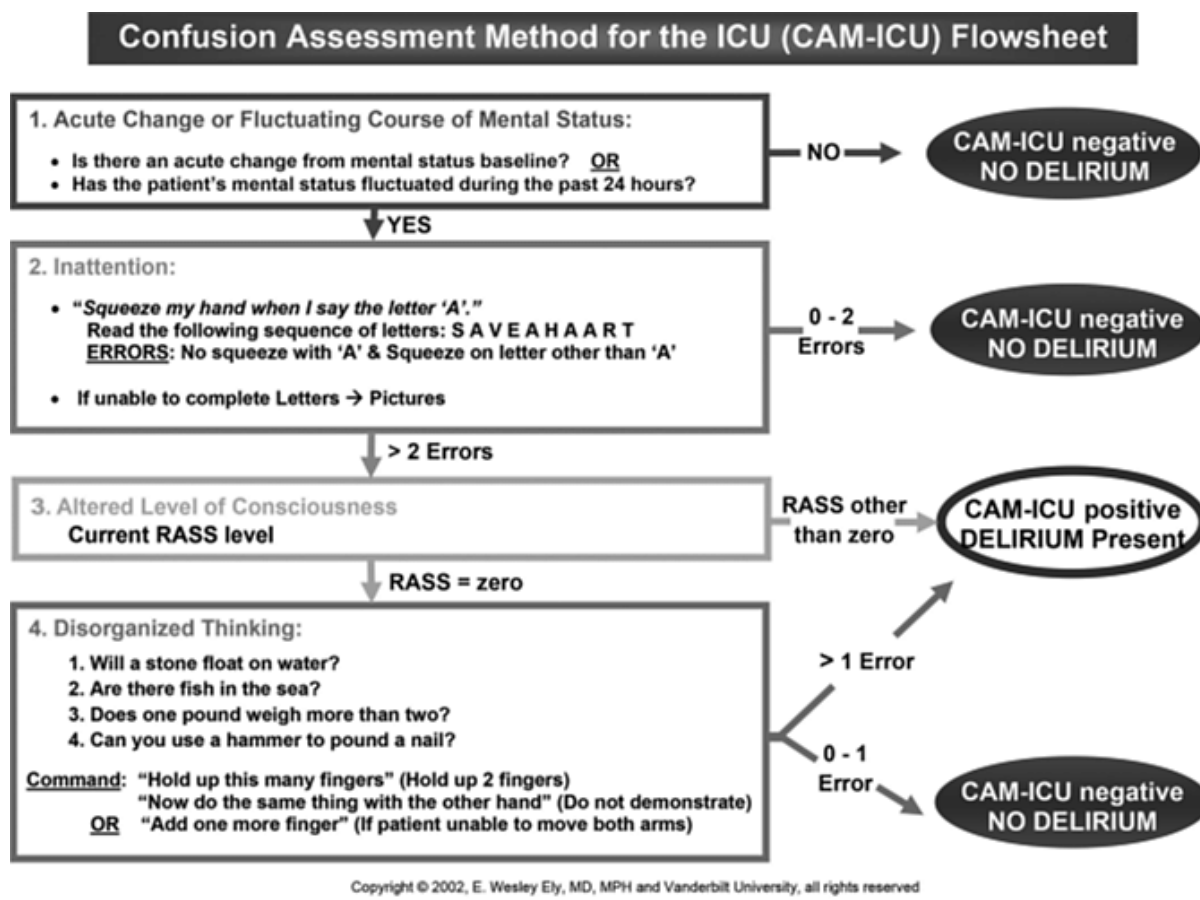 Confusion Assessment Method for the ICU (CAM-ICU) Flowsheet
1. Acute Change or Fluctuating Course of Mental Status:
• Is there an acute change from mental status baseline? OR
• Has the patient's mental status fluctuated during the past 24 hours?
NO
CAM-ICU negative
NO DELIRIUM
YES
2. Inattention:
• "Squeeze my hand when I say the letter 'A'."
Read the following sequence of letters: S A V E A H A A R T
ERRORS: No squeeze with 'A' & Squeeze on letter other than 'A'
• If unable to complete Letters → Pictures
0 - 2
Errors
CAM-ICU negative
NO DELIRIUM
> 2 Errors
3. Altered Level of Consciousness
Current RASS level
RASS other
than zero
CAM-ICU positive
DELIRIUM Present
RASS = zero
4. Disorganized Thinking:
1. Will a stone float on water?
2. Are there fish in the sea?
3. Does one pound weigh more than two?
4. Can you use a hammer to pound a nail?
Command: "Hold up this many fingers" (Hold up 2 fingers)
"Now do the same thing with the other hand" (Do not demonstrate)
OR "Add one more finger" (If patient unable to move both arms)
> 1 Error
0 - 1
Error
CAM-ICU negative
NO DELIRIUM
Copyright © 2002, E. Wesley Ely, MD, MPH and Vanderbilt University, all rights reserved